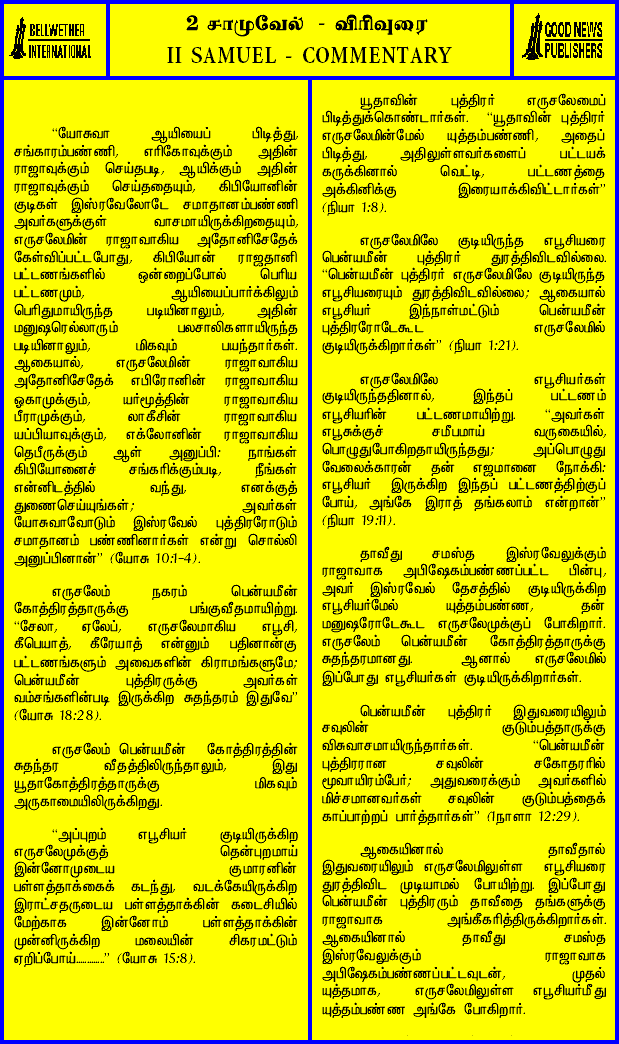 BELLWETHER
INTERNATIONAL
2 சாமுவேல் - விரிவுரை
II SAMUEL - COMMENTARY
GOOD NEWS
PUBLISHERS
“யோசுவா ஆயியைப் பிடித்து,
சங்காரம்பண்ணி, எரிகோவுக்கும் அதின்
ராஜாவுக்கும் செய்தபடி, ஆயிக்கும் அதின்
ராஜாவுக்கும் செய்ததையும், கிபியோனின்
குடிகள் இஸ்ரவேலோடே சமாதானம்பண்ணி
அவர்களுக்குள் வாசமாயிருக்கிறதையும்,
எருசலேமின் ராஜாவாகிய அதோனிசேதேக்
கேள்விப்பட்டபோது, கிபியோன் ராஜதானி
பட்டணங்களில் ஒன்றைப்போல் பெரிய
பட்டணமும், ஆயியைப்பார்க்கிலும்
பெரிதுமாயிருந்த படியினாலும், அதின்
மனுஷரெல்லாரும் பலசாலிகளாயிருந்த
படியினாலும், மிகவும் பயந்தார்கள்.
ஆகையால், எருசலேமின் ராஜாவாகிய
அதோனிசேதேக் எபிரோனின் ராஜாவாகிய
ஓகாமுக்கும், யர்மூத்தின் ராஜாவாகிய
பீராமுக்கும், லாகீசின் ராஜாவாகிய
யப்பியாவுக்கும், எக்லோனின் ராஜாவாகிய
தெபீருக்கும் ஆள் அனுப்பி: நாங்கள்
கிபியோனைச் சங்கரிக்கும்படி, நீங்கள்
என்னிடத்தில் வந்து, எனக்குத்
துணைசெய்யுங்கள்; அவர்கள்
யோசுவாவோடும் இஸ்ரவேல் புத்திரரோடும்
சமாதானம் பண்ணினார்கள் என்று சொல்லி
அனுப்பினான்” (யோசு 10:1-4).
எருசலேம் நகரம் பென்யமீன்
கோத்திரத்தாருக்கு பங்குவீதமாயிற்று.
“சேலா, ஏலேப், எருசலேமாகிய எபூசி,
கீபெயாத், கீரேயாத் என்னும் பதினான்கு
பட்டணங்களும் அவைகளின் கிராமங்களுமே;
பென்யமீன் புத்திரருக்கு அவர்கள்
வம்சங்களின்படி இருக்கிற சுதந்தரம் இதுவே”
(யோசு 18:28).
எருசலேம் பென்யமீன் கோத்திரத்தின்
சுதந்தர வீதத்திலிருந்தாலும், இது
யூதாகோத்திரத்தாருக்கு மிகவும்
அருகாமையிலிருக்கிறது.
“அப்புறம் எபூசியர் குடியிருக்கிற
எருசலேமுக்குத் தென்புறமாய்
இன்னோமுடைய குமாரனின்
பள்ளத்தாக்கைக் கடந்து, வடக்கேயிருக்கிற
இராட்சதருடைய பள்ளத்தாக்கின் கடைசியில்
மேற்காக இன்னோம் பள்ளத்தாக்கின்
முன்னிருக்கிற மலையின் சிகரமட்டும்
ஏறிப்போய்............” (யோசு 15:8).
யூதாவின் புத்திரர் எருசலேமைப்
பிடித்துக்கொண்டார்கள். “யூதாவின் புத்திரர்
எருசலேமின்மேல் யுத்தம்பண்ணி, அதைப்
பிடித்து, அதிலுள்ளவர்களைப் பட்டயக்
கருக்கினால் வெட்டி, பட்டணத்தை
அக்கினிக்கு இரையாக்கிவிட்டார்கள்”
(நியா 1:8).
எருசலேமிலே குடியிருந்த எபூசியரை
பென்யமீன் புத்திரர் துரத்திவிடவில்லை.
“பென்யமீன் புத்திரர் எருசலேமிலே குடியிருந்த
எபூசியரையும் துரத்திவிடவில்லை; ஆகையால்
எபூசியர் இந்நாள்மட்டும் பென்யமீன்
புத்திரரோடேகூட எருசலேமில்
குடியிருக்கிறார்கள்” (நியா 1:21).
எருசலேமிலே எபூசியர்கள்
குடியிருந்ததினால், இந்தப் பட்டணம்
எபூசியரின் பட்டணமாயிற்று. “அவர்கள்
எபூசுக்குச் சமீபமாய் வருகையில்,
பொழுதுபோகிறதாயிருந்தது; அப்பொழுது
வேலைக்காரன் தன் எஜமானை நோக்கி:
எபூசியர் இருக்கிற இந்தப் பட்டணத்திற்குப்
போய், அங்கே இராத் தங்கலாம் என்றான்”
(நியா 19:11).
தாவீது சமஸ்த இஸ்ரவேலுக்கும்
ராஜாவாக அபிஷேகம்பண்ணப்பட்ட பின்பு,
அவர் இஸ்ரவேல் தேசத்தில் குடியிருக்கிற
எபூசியர்மேல் யுத்தம்பண்ண, தன்
மனுஷரோடேகூட எருசலேமுக்குப் போகிறார்.
எருசலேம் பென்யமீன் கோத்திரத்தாருக்கு
சுதந்தரமானது. ஆனால் எருசலேமில்
இப்போது எபூசியர்கள் குடியிருக்கிறார்கள்.
பென்யமீன் புத்திரர் இதுவரையிலும்
சவுலின் குடும்பத்தாருக்கு
விசுவாசமாயிருந்தார்கள். “பென்யமீன்
புத்திரரான சவுலின் சகோதரரில்
மூவாயிரம்பேர்; அதுவரைக்கும் அவர்களில்
மிச்சமானவர்கள் சவுலின் குடும்பத்தைக்
காப்பாற்றப் பார்த்தார்கள்” (1நாளா 12:29).
ஆகையினால் தாவீதால்
இதுவரையிலும் எருசலேமிலுள்ள எபூசியரை
துரத்திவிட முடியாமல் போயிற்று. இப்போது
பென்யமீன் புத்திரரும் தாவீதை தங்களுக்கு
ராஜாவாக அங்கீகரித்திருக்கிறார்கள்.
ஆகையினால் தாவீது சமஸ்த
இஸ்ரவேலுக்கும் ராஜாவாக
அபிஷேகம்பண்ணப்பட்டவுடன், முதல்
யுத்தமாக, எருசலேமிலுள்ள எபூசியர்மீது
யுத்தம்பண்ண அங்கே போகிறார்.